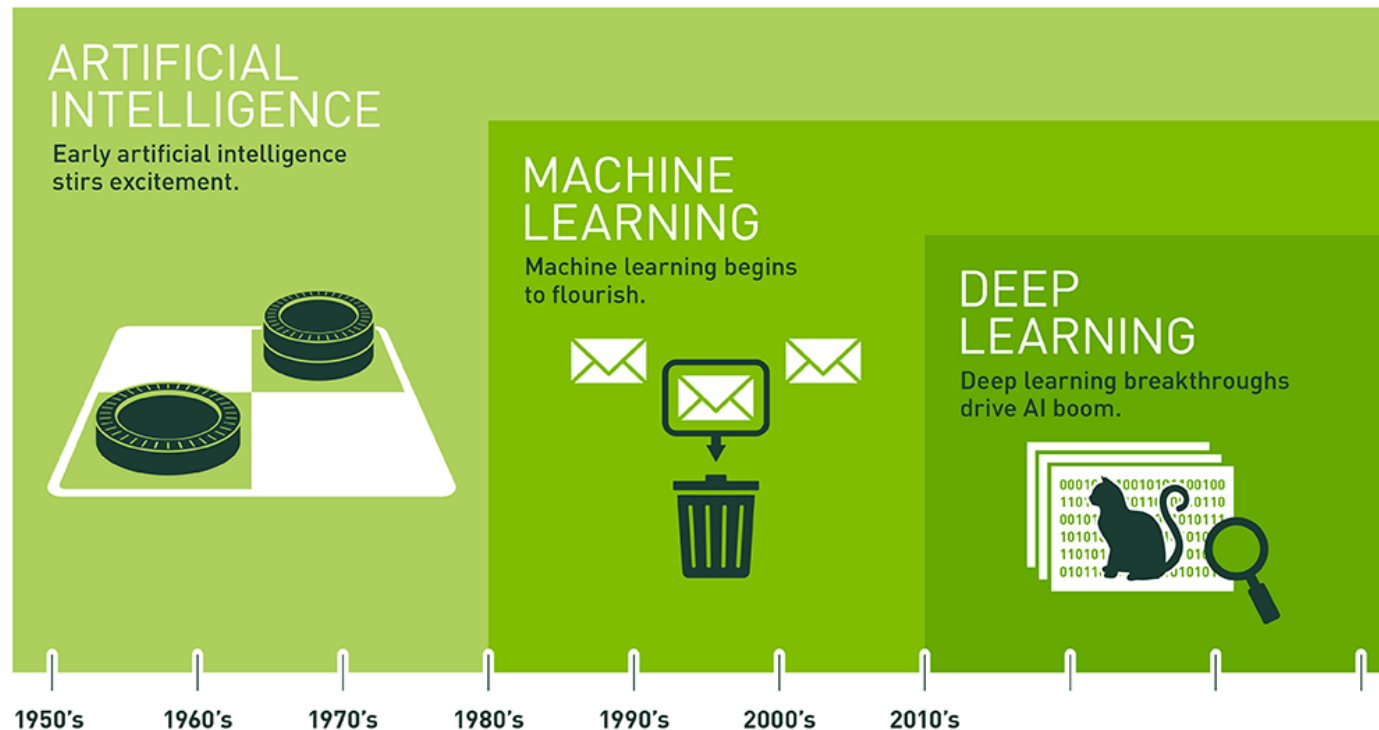 ARTIFICIAL
INTELLIGENCE
Early artificial intelligence
stirs excitement.
MACHINE
LEARNING
Machine learning begins
to flourish.
DEEP
LEARNING
Deep learning breakthroughs
drive AI boom.
1950's
1960's
1970's
1980's
1990's
2000's
2010's